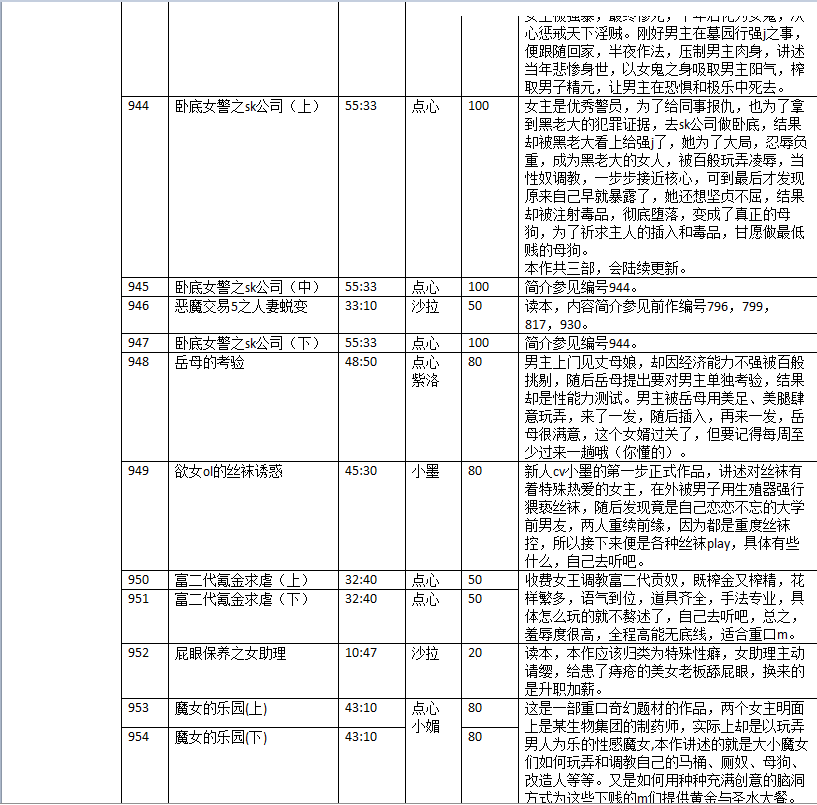 心惩戒天下淫贼。刚好男主在墓园行强j之事，
便跟随回家，半夜作法，压制男主肉身，讲述
当年悲惨身世，以女鬼之身吸取男主阳气，榨
取男子精元，让男主在恐惧和极乐中死去。
944 卧底女警之sk公司（上） 55:33 点心 100 女主是优秀警员，为了给同事报仇，也为了拿
到黑老大的犯罪证据，去sk公司做卧底，结果
却被黑老大看上给强j了，她为了大局，忍辱负
重，成为黑老大的女人，被百般玩弄凌辱，当
性奴调教，一步步接近核心，可到最后才发现
原来自己早就暴露了，她还想坚贞不屈，结果
却被注射毒品，彻底堕落，变成了真正的母
狗，为了祈求主人的插入和毒品，甘愿做最低
贱的母狗。
本作共三部，会陆续更新。
945 卧底女警之sk公司（中） 55:33 点心 100 简介参见编号944。
946 恶魔交易5之人妻蜕变 33:10 沙拉 50 读本，内容简介参见前作编号796，799，
817，930。
947 卧底女警之sk公司（下） 55:33 点心 100 简介参见编号944。
948 岳母的考验 48:50 点心 80 男主上门见丈母娘，却因经济能力不强被百般
紫洛 挑剔，随后岳母提出要对男主单独考验，结果
却是性能力测试。男主被岳母用美足、美腿肆
意玩弄，来了一发，随后插入，再来一发，岳
母很满意，这个女婿过关了，但要记得每周至
少过来一趟哦（你懂的）。
949 欲女ol的丝袜诱惑 45:30 小墨 80 新人cv小墨的第一步正式作品，讲述对丝袜有
着特殊热爱的女主，在外被男子用生殖器强行
猥亵丝袜，随后发现竟是自己恋恋不忘的大学
前男友，两人重续前缘，因为都是重度丝袜
控，所以接下来便是各种丝袜play，具体有些
什么，自己去听吧。
950 富二代氪金求虐（上） 32:40 点心 50 收费女王调教富二代贡奴，既榨金又榨精，花
951 富二代氪金求虐（下） 32:40 点心 50 样繁多，语气到位，道具齐全，手法专业，具
体怎么玩的就不赘述了，自己去听吧，总之，
羞辱度很高，全程高能无底线，适合重口m。
952 屁眼保养之女助理 10:47 沙拉 20 读本，本作应该归类为特殊性癖，女助理主动
请缨，给患了痔疮的美女老板舔屁眼，换来的
是升职加薪。
953 魔女的乐园(上) 43:10 点心 80 这是一部重口奇幻题材的作品，两个女主明面
小媚 上是某生物集团的制药师，实际上却是以玩弄
954 魔女的乐园(下) 43:10 80 男人为乐的性感魔女,本作讲述的就是大小魔女
们如何玩弄和调教自己的马桶、厕奴、母狗、
改造人等等。又是如何用种种充满创意的脑洞
方式为这些下贱的m们提供黄金与圣水大餐。